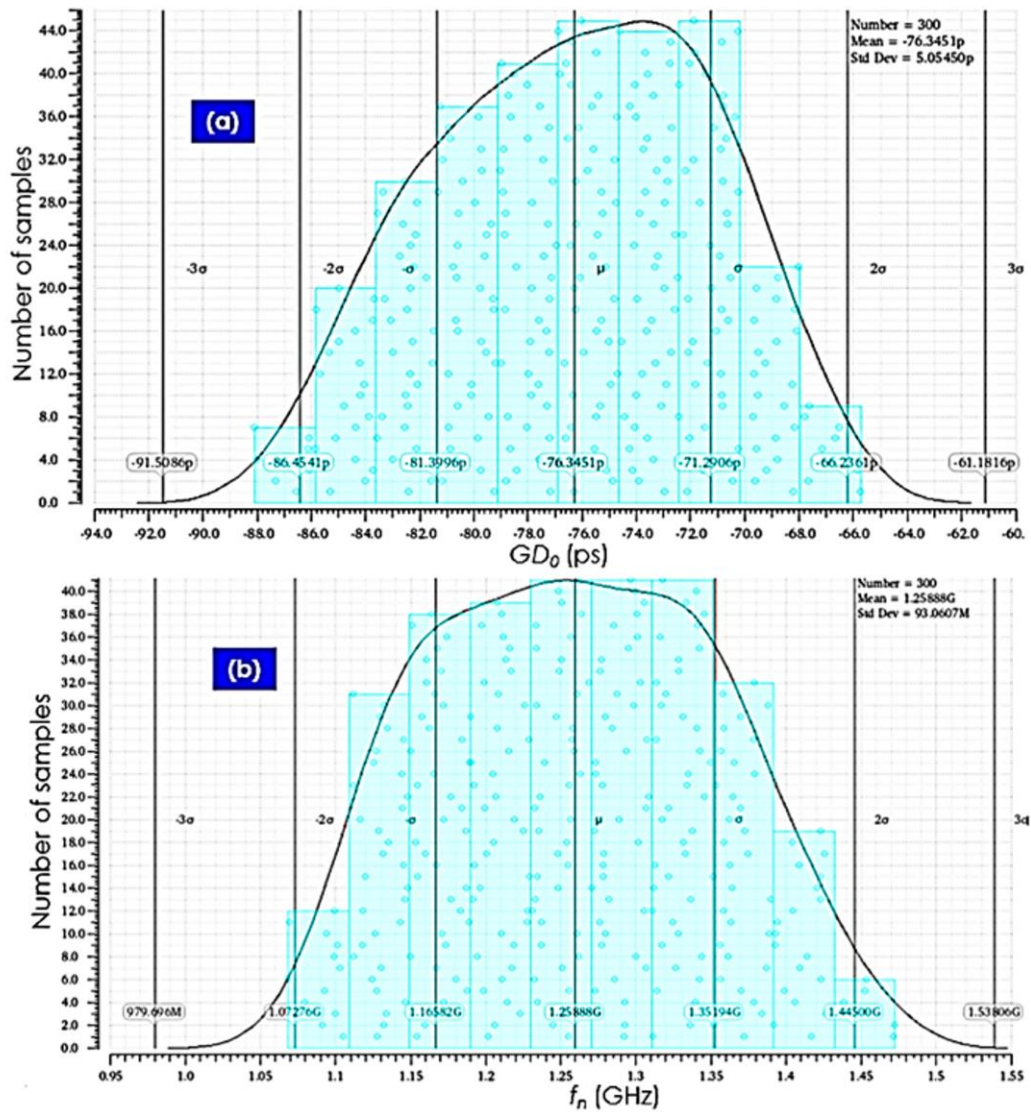 44.0
Number = 300
Mean = -76.3451p
Std Dev = 5.05450p
40.0
(a)
36.0
32.0
28.0
24.0
-3σ -2σ -σ μ σ 2σ 3σ
20.0
16.0
12.0
8.0
4.0
-91.5086p -86.4541p -81.3996p -76.3451p -71.2906p -66.2361p -61.1816p
0.0
Number of samples
-94.0 -92.0 -90.0 -88.0 -86.0 -84.0 -82.0 -80.0 -78.0 -76.0 -74.0 -72.0 -70.0 -68.0 -66.0 -64.0 -62.0 -60.
GD0 (ps)
40.0
Number = 300
Mean = 1.25888G
Std Dev = 93.0607M
38.0
36.0
34.0
(b)
32.0
30.0
28.0
26.0
24.0
22.0
20.0
-3σ -2σ -σ μ σ 2σ
18.0
16.0
14.0
12.0
10.0
8.0
6.0
4.0
979.696M 1.07276G 1.16582G 1.25888G 1.35194G 1.44500G 1.53806G
2.0
0.0
Number of samples
0.95 1.0 1.05 1.1 1.15 1.2 1.25 1.3 1.35 1.4 1.45 1.5 1.55
fn (GHz)